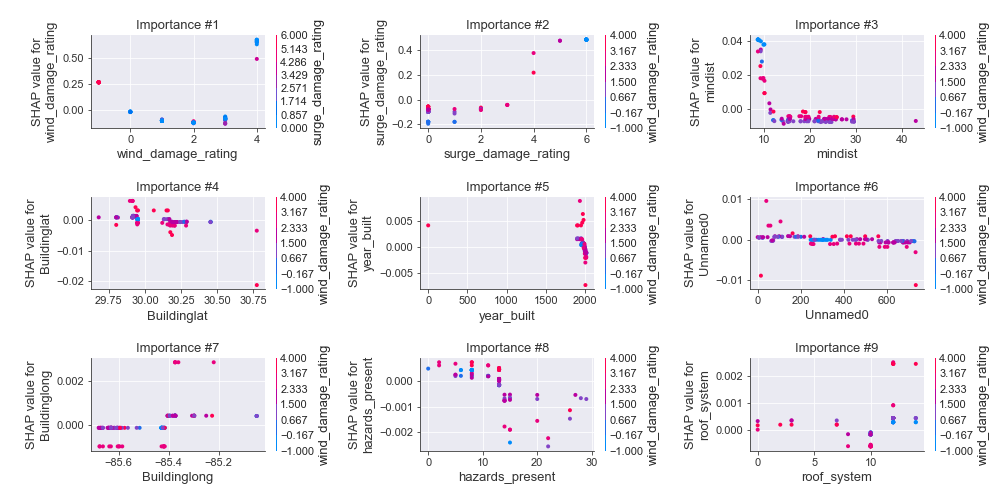 Importance #1
SHAP value for
wind_damage_rating
0.50
0.00
0
2
4
wind_damage_rating
6.000
5.143
4.286
3.429
2.571
1.714
0.857
0.000
surge_damage_rating
Importance #2
SHAP value for
surge_damage_rating
0.4
0.2
0.0
−0.2
0
2
4
6
surge_damage_rating
4.000
3.167
2.333
1.500
0.667
−0.167
−1.000
wind_damage_rating
Importance #3
SHAP value for
mindist
0.04
0.02
0.00
10
20
30
40
mindist
4.000
3.167
2.333
1.500
0.667
−0.167
−1.000
wind_damage_rating
Importance #4
SHAP value for
Buildinglat
0.00
−0.01
−0.02
29.75
30.00
30.25
30.50
30.75
Buildinglat
4.000
3.167
2.333
1.500
0.667
−0.167
−1.000
wind_damage_rating
Importance #5
SHAP value for
year_built
0.005
0.000
−0.005
0
500
1000
1500
2000
year_built
4.000
3.167
2.333
1.500
0.667
−0.167
−1.000
wind_damage_rating
Importance #6
SHAP value for
Unnamed0
0.01
0.00
−0.01
0
200
400
600
Unnamed0
4.000
3.167
2.333
1.500
0.667
−0.167
−1.000
wind_damage_rating
Importance #7
SHAP value for
Buildinglong
0.002
0.000
−85.6
−85.4
−85.2
Buildinglong
4.000
3.167
2.333
1.500
0.667
−0.167
−1.000
wind_damage_rating
Importance #8
SHAP value for
hazards_present
0.000
−0.001
−0.002
0
10
20
30
hazards_present
4.000
3.167
2.333
1.500
0.667
−0.167
−1.000
wind_damage_rating
Importance #9
SHAP value for
roof_system
0.002
0.001
0.000
0
5
10
roof_system
4.000
3.167
2.333
1.500
0.667
−0.167
−1.000
wind_damage_rating